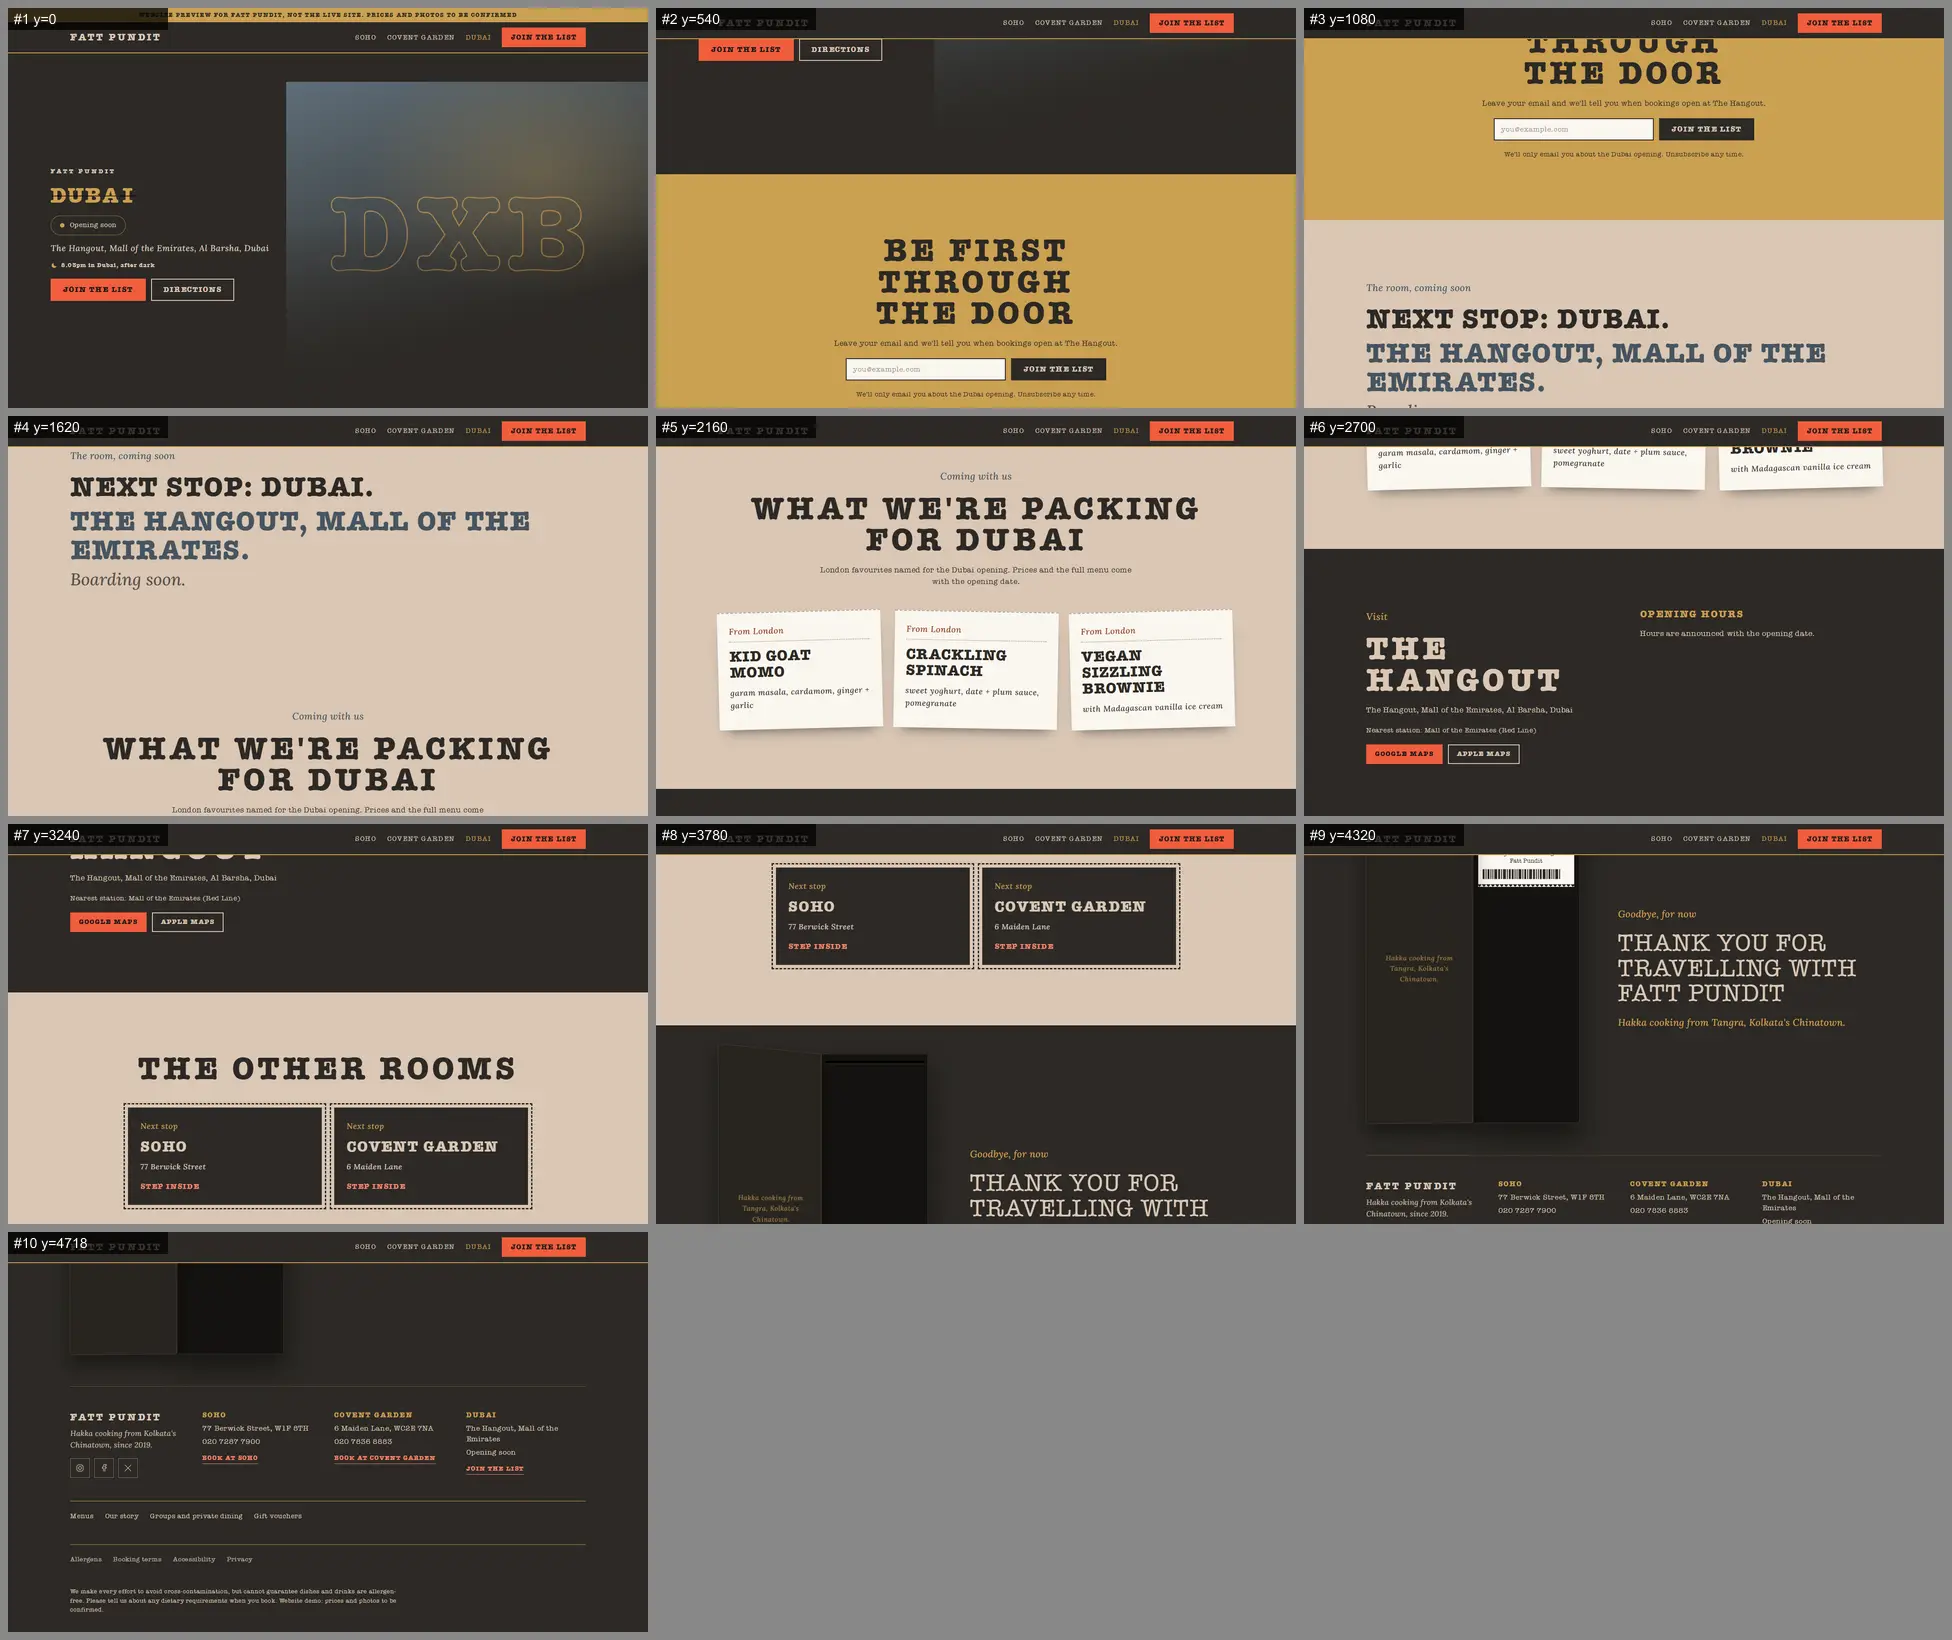 #1 y=0
PREVIEW FOR FATT PUNDIT, NOT THE LIVE SITE. PRICES AND PHOTOS TO BE CONFIRMED
FATT PUNDIT
SOHO COVENT GARDEN DUBAI JOIN THE LIST
FATT PUNDIT
DUBAI
Opening soon
The Hangout, Mall of the Emirates, Al Barsha, Dubai
8.05pm in Dubai, after dark
JOIN THE LIST DIRECTIONS
DXB
#2 y=540
FATT PUNDIT
SOHO COVENT GARDEN DUBAI JOIN THE LIST
JOIN THE LIST DIRECTIONS
BE FIRST
THROUGH
THE DOOR
Leave your email and we'll tell you when bookings open at The Hangout.
you@example.com JOIN THE LIST
We'll only email you about the Dubai opening. Unsubscribe any time.
#3 y=1080
SOHO COVENT GARDEN DUBAI JOIN THE LIST
THROUGH
THE DOOR
Leave your email and we'll tell you when bookings open at The Hangout.
you@example.com JOIN THE LIST
We'll only email you about the Dubai opening. Unsubscribe any time.
The room, coming soon
NEXT STOP: DUBAI.
THE HANGOUT, MALL OF THE
EMIRATES.
#4 y=1620
SOHO COVENT GARDEN DUBAI JOIN THE LIST
The room, coming soon
NEXT STOP: DUBAI.
THE HANGOUT, MALL OF THE
EMIRATES.
Boarding soon.
Coming with us
WHAT WE'RE PACKING
FOR DUBAI
London favourites named for the Dubai opening. Prices and the full menu come
#5 y=2160
SOHO COVENT GARDEN DUBAI JOIN THE LIST
Coming with us
WHAT WE'RE PACKING
FOR DUBAI
London favourites named for the Dubai opening. Prices and the full menu come
with the opening date.
From London
KID GOAT
MOMO
garam masala, cardamom, ginger +
garlic
From London
CRACKLING
SPINACH
sweet yoghurt, date + plum sauce,
pomegranate
From London
VEGAN
SIZZLING
BROWNIE
with Madagascan vanilla ice cream
#6 y=2700
SOHO COVENT GARDEN DUBAI JOIN THE LIST
garam masala, cardamom, ginger +
garlic
sweet yoghurt, date + plum sauce,
pomegranate
BROWNIE
with Madagascan vanilla ice cream
Visit
THE
HANGOUT
The Hangout, Mall of the Emirates, Al Barsha, Dubai
Nearest station: Mall of the Emirates (Red Line)
GOOGLE MAPS APPLE MAPS
OPENING HOURS
Hours are announced with the opening date.
#7 y=3240
SOHO COVENT GARDEN DUBAI JOIN THE LIST
HANGOUT
The Hangout, Mall of the Emirates, Al Barsha, Dubai
Nearest station: Mall of the Emirates (Red Line)
GOOGLE MAPS APPLE MAPS
THE OTHER ROOMS
Next stop
SOHO
77 Berwick Street
STEP INSIDE
Next stop
COVENT GARDEN
6 Maiden Lane
STEP INSIDE
#8 y=3780
SOHO COVENT GARDEN DUBAI JOIN THE LIST
Next stop
SOHO
77 Berwick Street
STEP INSIDE
Next stop
COVENT GARDEN
6 Maiden Lane
STEP INSIDE
Hakka cooking from
Tangra, Kolkata's
Chinatown.
Goodbye, for now
THANK YOU FOR
TRAVELLING WITH
#9 y=4320
SOHO COVENT GARDEN DUBAI JOIN THE LIST
Fatt Pundit
Hakka cooking from
Tangra, Kolkata's
Chinatown.
Goodbye, for now
THANK YOU FOR
TRAVELLING WITH
FATT PUNDIT
Hakka cooking from Tangra, Kolkata's Chinatown.
FATT PUNDIT
Hakka cooking from Kolkata's
Chinatown, since 2019.
SOHO
77 Berwick Street, W1F 8TH
020 7287 7900
COVENT GARDEN
6 Maiden Lane, WC2E 7NA
020 7836 8883
DUBAI
The Hangout, Mall of the
Emirates
Opening soon
#10 y=4718
SOHO COVENT GARDEN DUBAI JOIN THE LIST
FATT PUNDIT
Hakka cooking from Kolkata's
Chinatown, since 2019.
SOHO
77 Berwick Street, W1F 8TH
020 7287 7900
BOOK AT SOHO
COVENT GARDEN
6 Maiden Lane, WC2E 7NA
020 7836 8883
BOOK AT COVENT GARDEN
DUBAI
The Hangout, Mall of the
Emirates
Opening soon
JOIN THE LIST
Menus Our story Groups and private dining Gift vouchers
Allergens Booking terms Accessibility Privacy
We make every effort to avoid cross-contamination, but cannot guarantee dishes and drinks are allergen-
free. Please tell us about any dietary requirements when you book. Website demo: prices and photos to be
confirmed.